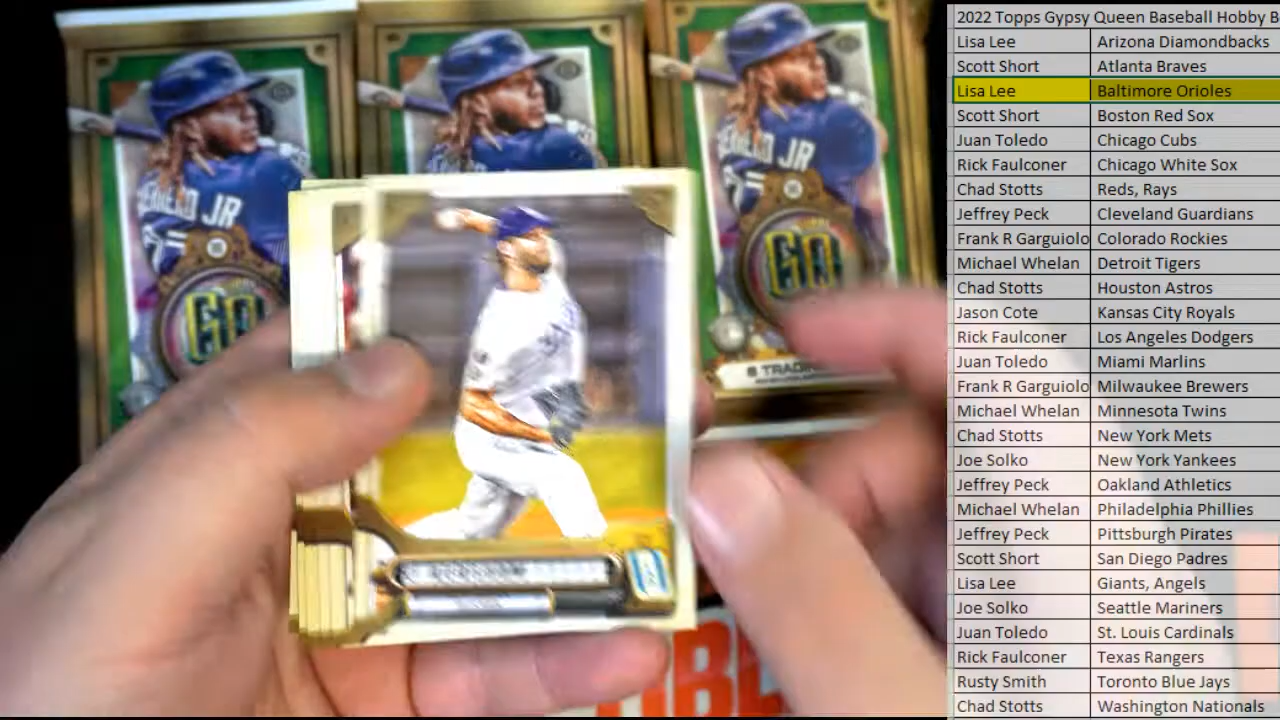 2022 Topps Gypsy Queen Baseball Hobby B
Lisa Lee Arizona Diamondbacks
Scott Short Atlanta Braves
Lisa Lee Baltimore Orioles
Scott Short Boston Red Sox
Juan Toledo Chicago Cubs
Rick Faulconer Chicago White Sox
Chad Stotts Reds, Rays
Jeffrey Peck Cleveland Guardians
Frank R Garguiolo Colorado Rockies
Michael Whelan Detroit Tigers
Chad Stotts Houston Astros
Jason Cote Kansas City Royals
Rick Faulconer Los Angeles Dodgers
Juan Toledo Miami Marlins
Frank R Garguiolo Milwaukee Brewers
Michael Whelan Minnesota Twins
Chad Stotts New York Mets
Joe Solko New York Yankees
Jeffrey Peck Oakland Athletics
Michael Whelan Philadelphia Phillies
Jeffrey Peck Pittsburgh Pirates
Scott Short San Diego Padres
Lisa Lee Giants, Angels
Joe Solko Seattle Mariners
Juan Toledo St. Louis Cardinals
Rick Faulconer Texas Rangers
Rusty Smith Toronto Blue Jays
Chad Stotts Washington Nationals
JR
GQ
JR
GQ
8 TRAD